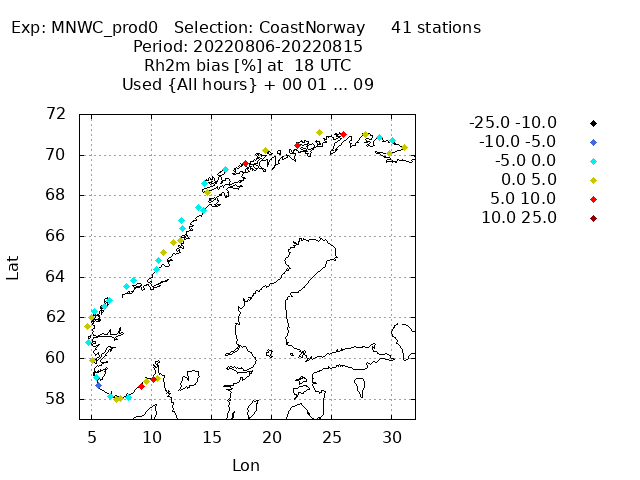 Exp: MNWC_prod0   Selection: CoastNorway     41 stations
Period: 20220806-20220815
Rh2m bias [%] at  18 UTC
Used {All hours} + 00 01 ... 09
-25.0 -10.0
-10.0 -5.0
-5.0 0.0
0.0 5.0
5.0 10.0
10.0 25.0
72
70
68
66
64
62
60
58
Lat
5 10 15 20 25 30
Lon